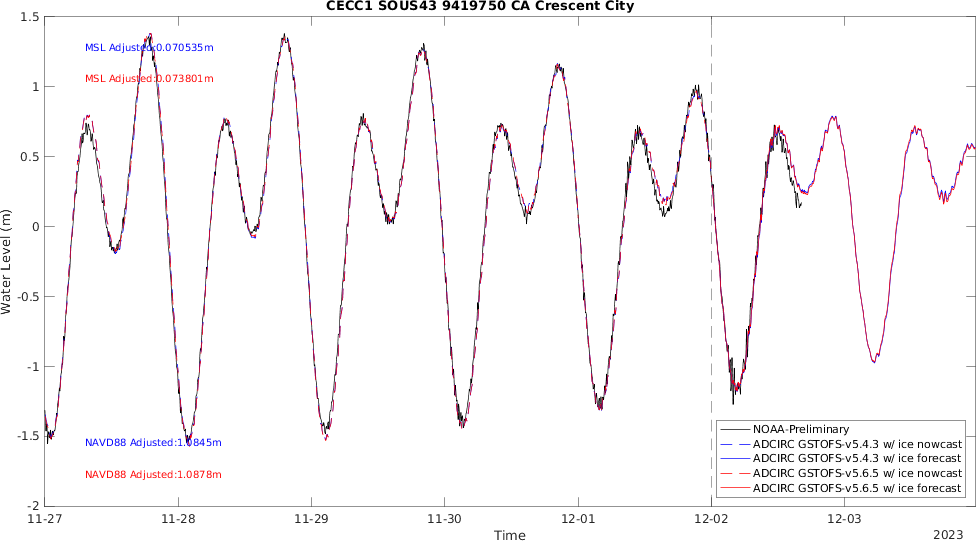 CECC1 SOUS43 9419750 CA Crescent City
1.5
1
0.5
0
-0.5
-1
-1.5
-2
Water Level (m)
MSL Adjusted:0.070535m
MSL Adjusted:0.073801m
NAVD88 Adjusted:1.0845m
NAVD88 Adjusted:1.0878m
NOAA-Preliminary
ADCIRC GSTOFS-v5.4.3 w/ ice nowcast
ADCIRC GSTOFS-v5.4.3 w/ ice forecast
ADCIRC GSTOFS-v5.6.5 w/ ice nowcast
ADCIRC GSTOFS-v5.6.5 w/ ice forecast
11-27 11-28 11-29 11-30 12-01 12-02 12-03
Time
2023